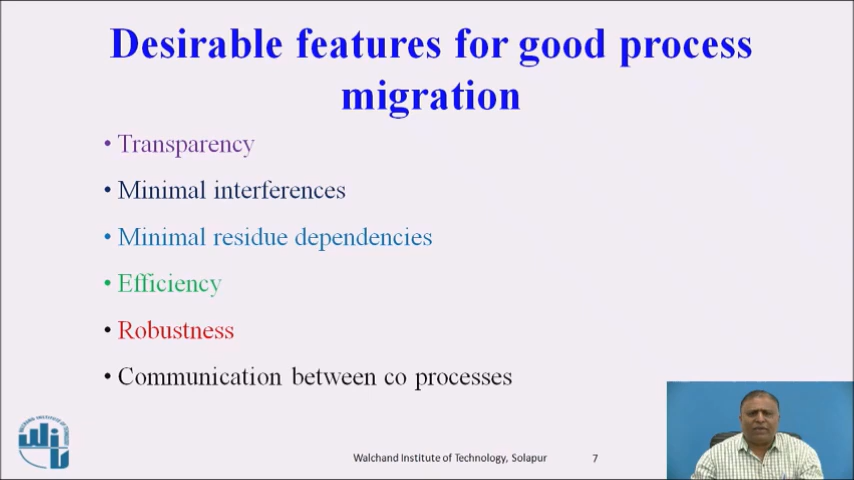 Desirable features for good process
migration
• Transparency
• Minimal interferences
• Minimal residue dependencies
• Efficiency
• Robustness
• Communication between co processes
Walchand Institute of Technology, Solapur 7